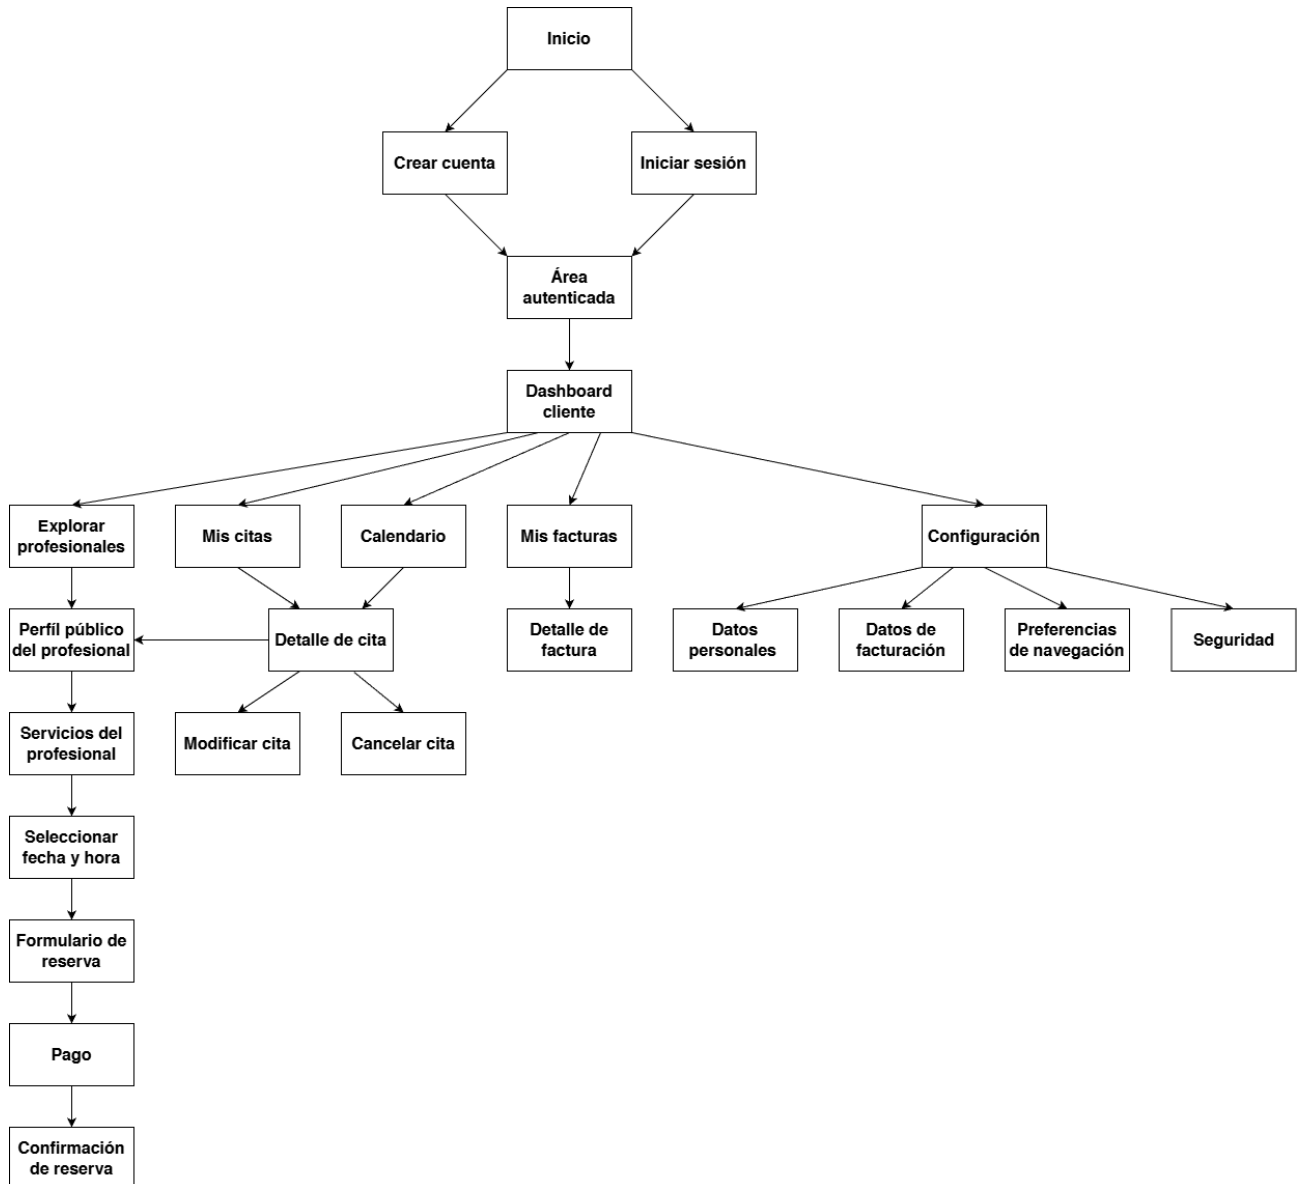 Inicio
Crear cuenta
Iniciar sesión
Área
autenticada
Dashboard
cliente
Explorar
profesionales
Mis citas
Calendario
Mis facturas
Configuración
Perfíl público
del profesional
Detalle de cita
Detalle de
factura
Datos
personales
Datos de
facturación
Preferencias
de navegación
Seguridad
Servicios del
profesional
Modificar cita
Cancelar cita
Seleccionar
fecha y hora
Formulario de
reserva
Pago
Confirmación
de reserva